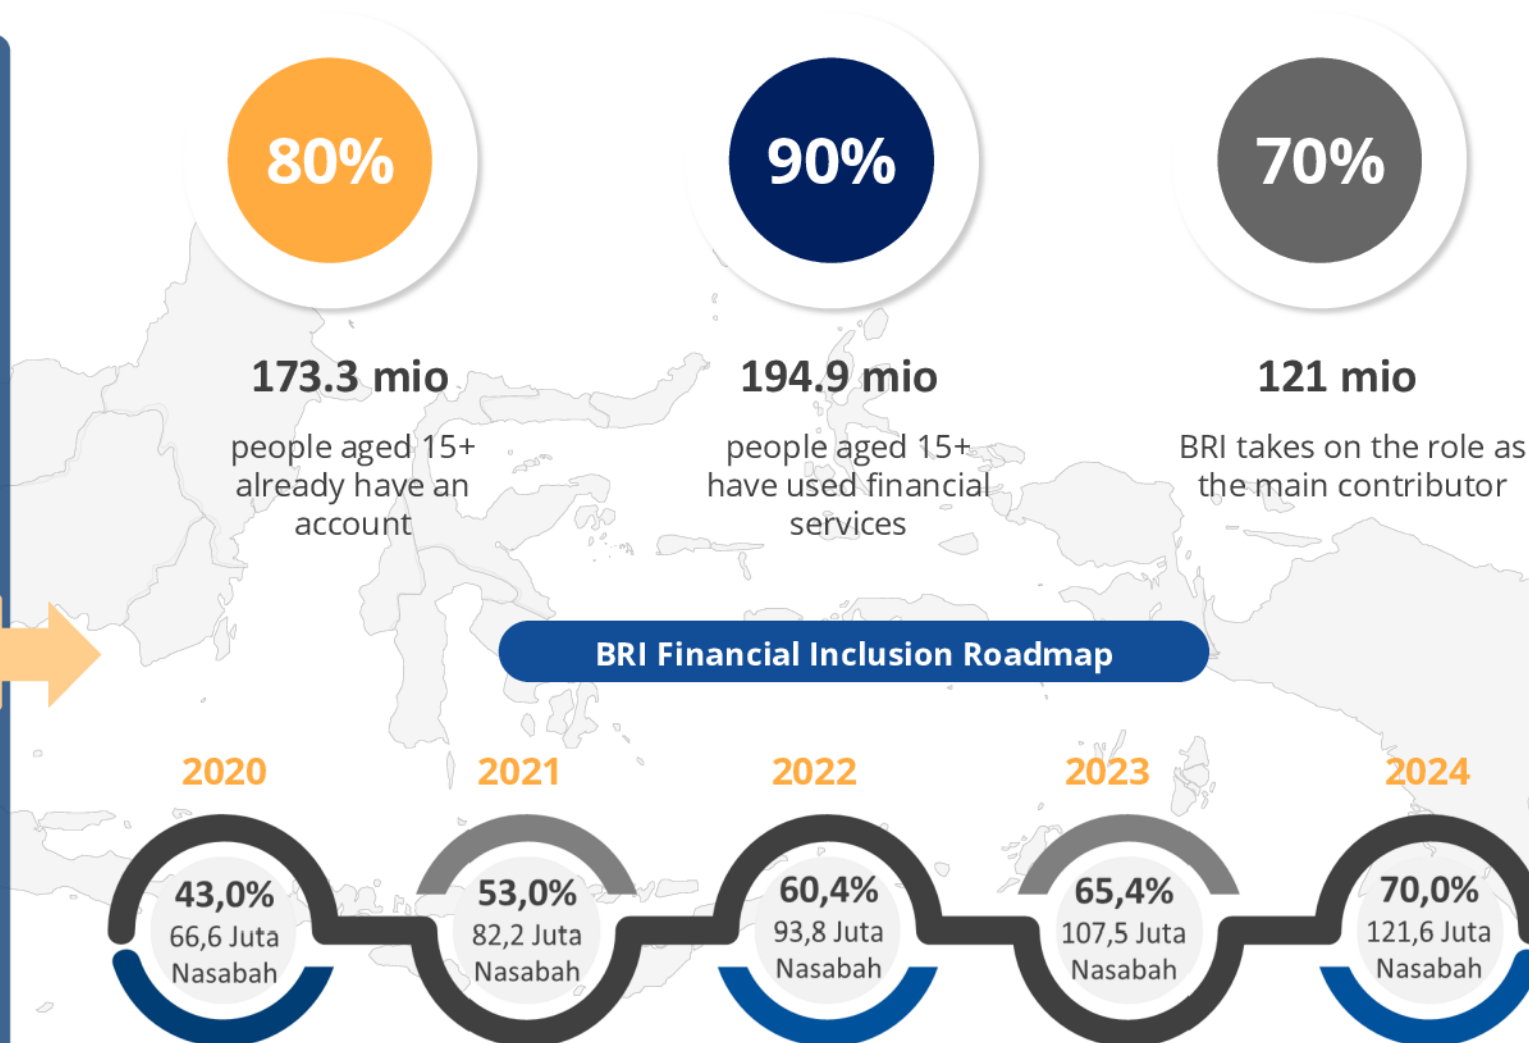 80%
90%
70%
173.3 mio
194.9 mio
121 mio
people aged 15+
already have an
account
people aged 15+
have used financial
services
BRI takes on the role as
the main contributor
BRI Financial Inclusion Roadmap
2020
2021
2022
2023
2024
43,0%
66,6 Juta
Nasabah
53,0%
82,2 Juta
Nasabah
60,4%
93,8 Juta
Nasabah
65,4%
107,5 Juta
Nasabah
70,0%
121,6 Juta
Nasabah